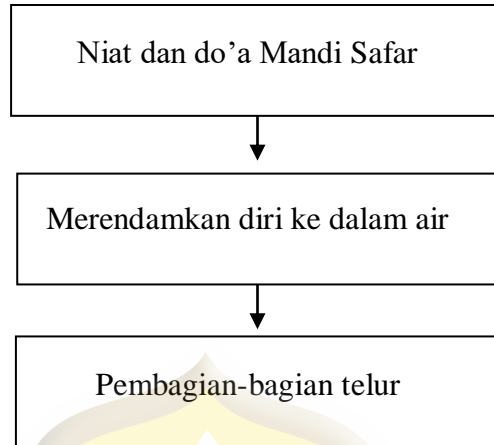 Niat dan do’a Mandi Safar
Merendamkan diri ke dalam air
Pembagian-bagian telur